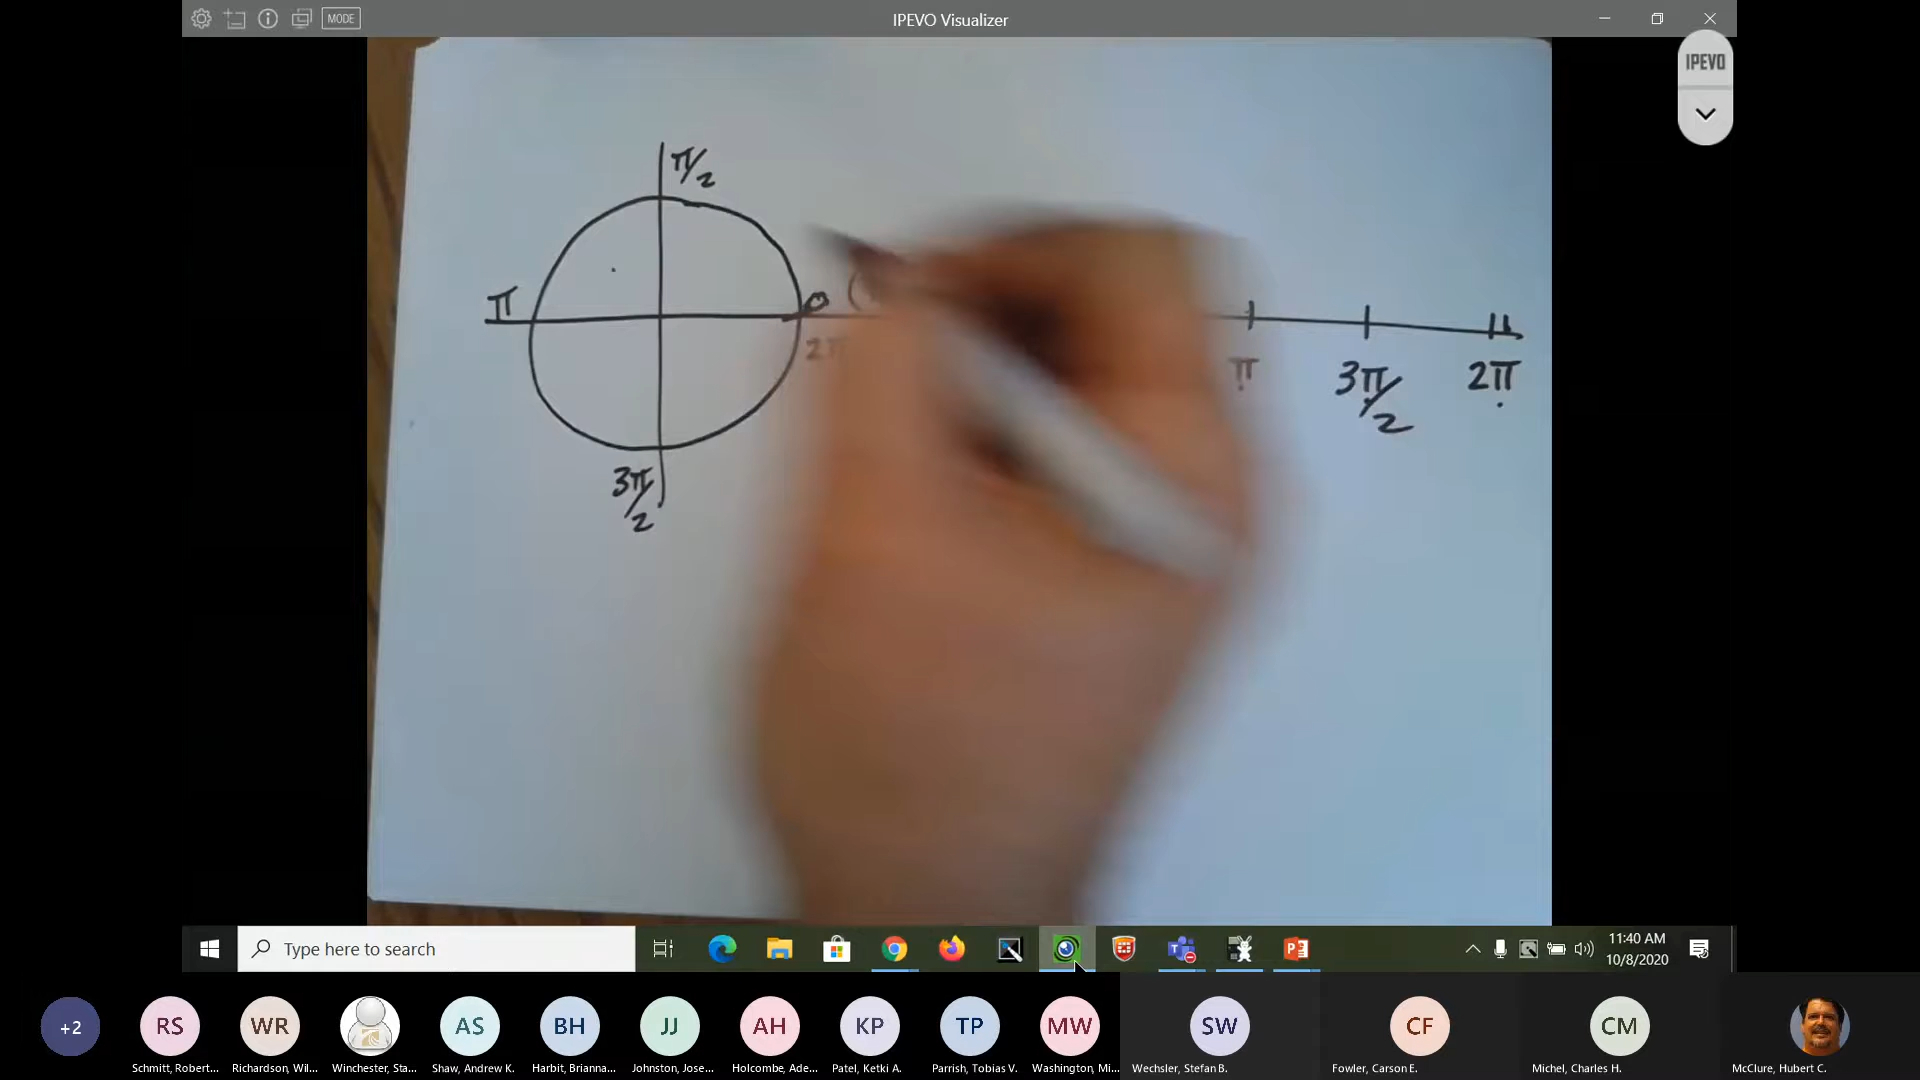 MODE
IPEVO Visualizer
IPEVO
π/2
π
0
(
2π
π
3π/2
2π
3π/2
Type here to search
11:40 AM
10/8/2020
+2
RS
WR
AS
BH
JJ
AH
KP
TP
MW
SW
CF
CM
Schmitt, Robert...
Richardson, Wil...
Winchester, Sta...
Shaw, Andrew K.
Harbit, Brianna...
Johnston, Jose...
Holcombe, Ade...
Patel, Ketki A.
Parrish, Tobias V.
Washington, Mi...
Wechsler, Stefan B.
Fowler, Carson E.
Michel, Charles H.
McClure, Hubert C.